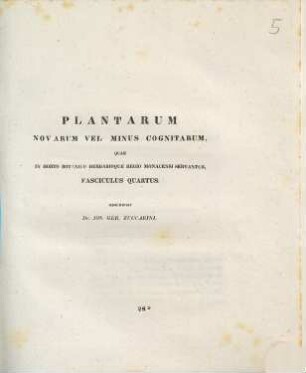 5
PLANTARUM
NOVARUM VEL MINUS COGNITARUM,
QUAE
IN HORTO BOTANICO HERBARIOQUE REGIO MONACENSI SERVANTUR,
FASCICULUS QUARTUS.
DESCRIPSIT
Dr. JOS. GER. ZUCCARINI.
28*